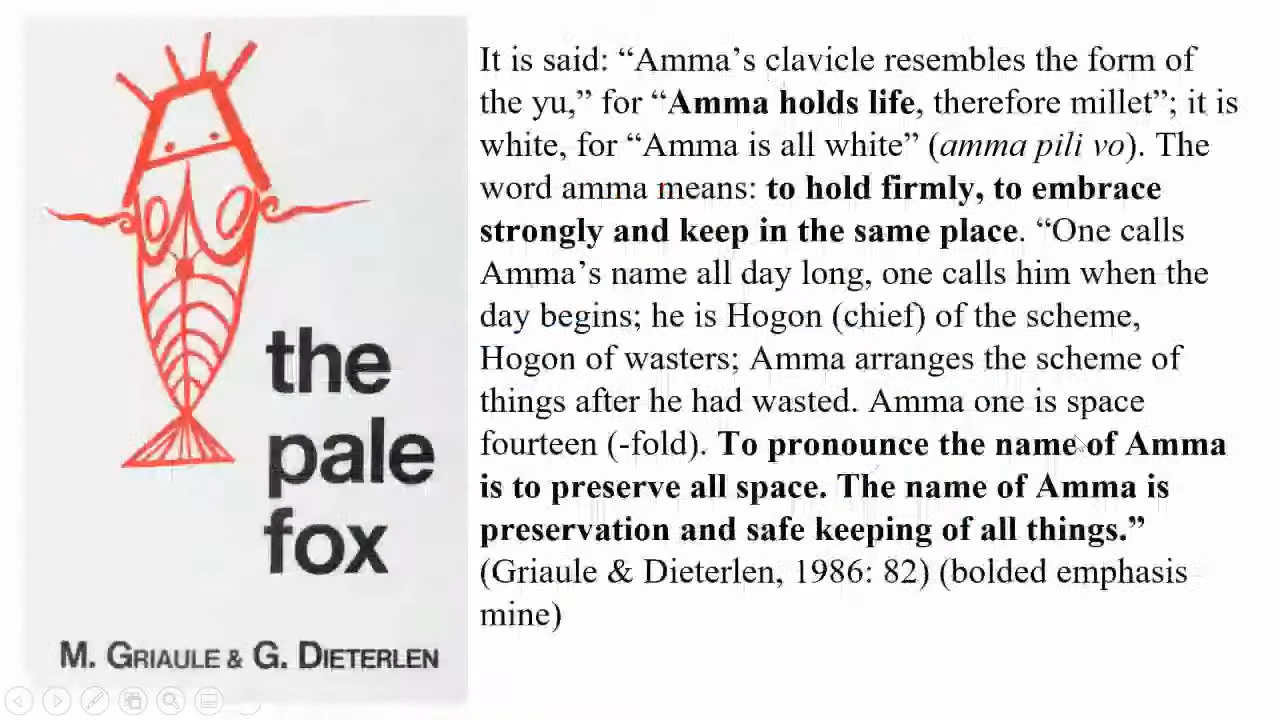 It is said: “Amma’s clavicle resembles the form of
the yu,” for “Amma holds life, therefore millet”; it is
white, for “Amma is all white” (amma pili vo). The
word amma means: to hold firmly, to embrace
strongly and keep in the same place. “One calls
Amma’s name all day long, one calls him when the
day begins; he is Hogon (chief) of the scheme,
Hogon of wasters; Amma arranges the scheme of
things after he had wasted. Amma one is space
fourteen (-fold). To pronounce the name of Amma
is to preserve all space. The name of Amma is
preservation and safe keeping of all things.”
(Griaule & Dieterlen, 1986: 82) (bolded emphasis
mine)
the
pale
fox
M. GRIAULE & G. DIETERLEN